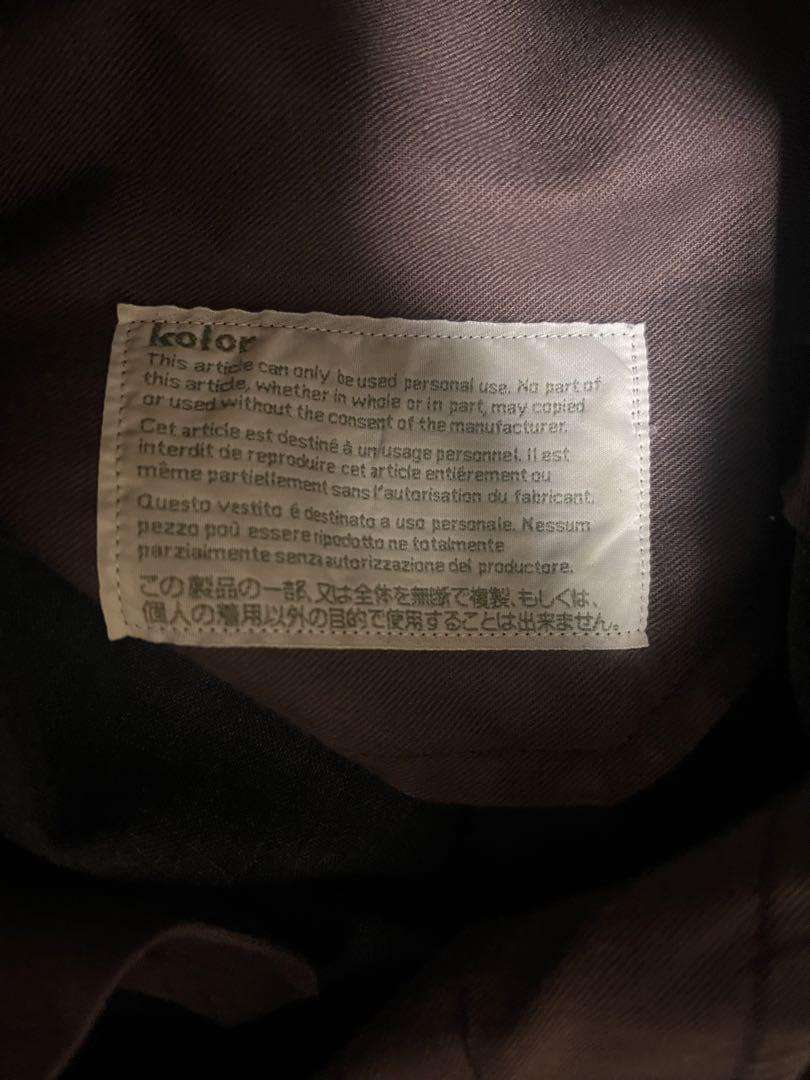 kolor
This article can only be used personal use. No part of
this article, whether in whole or in part, may copied
or used without the consent of the manufacturer.
Cet article est destiné à un usage personnel. Il est
interdit de reproduire cet article entiérement ou
même partiellement sans l'autorisation du fabricant.
Questo vestito é destinato a uso personale. Nessum
pezzo poù essere ripodotto ne totalmente
parzialmente senza autorizzazione del productore.
この製品の一部、又は全体を無断で複製、もしくは、
個人の着用以外の目的で使用することは出来ません。